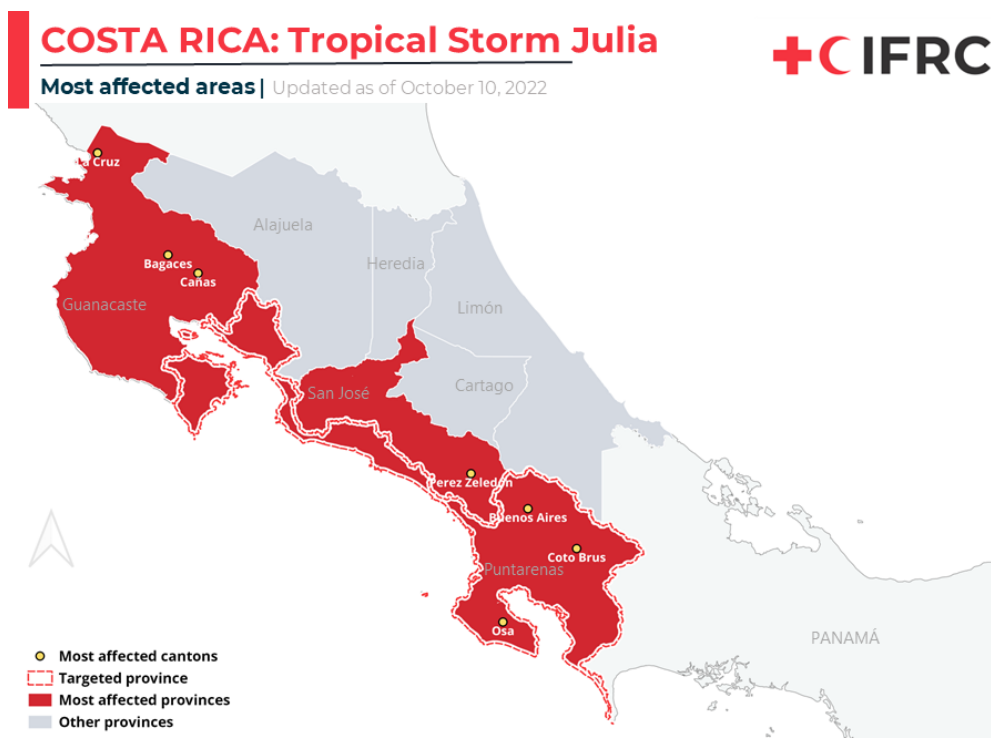 COSTA RICA: Tropical Storm Julia
IFRC
Most affected areas | Updated as of October 10, 2022
La Cruz
Alajuela
Heredia
Bagaces
Cañas
Guanacaste
Limón
Cartago
San José
Perez Zeledón
Buenos Aires
Coto Brus
Puntarenas
Osa
PANAMÁ
Most affected cantons
Targeted province
Most affected provinces
Other provinces